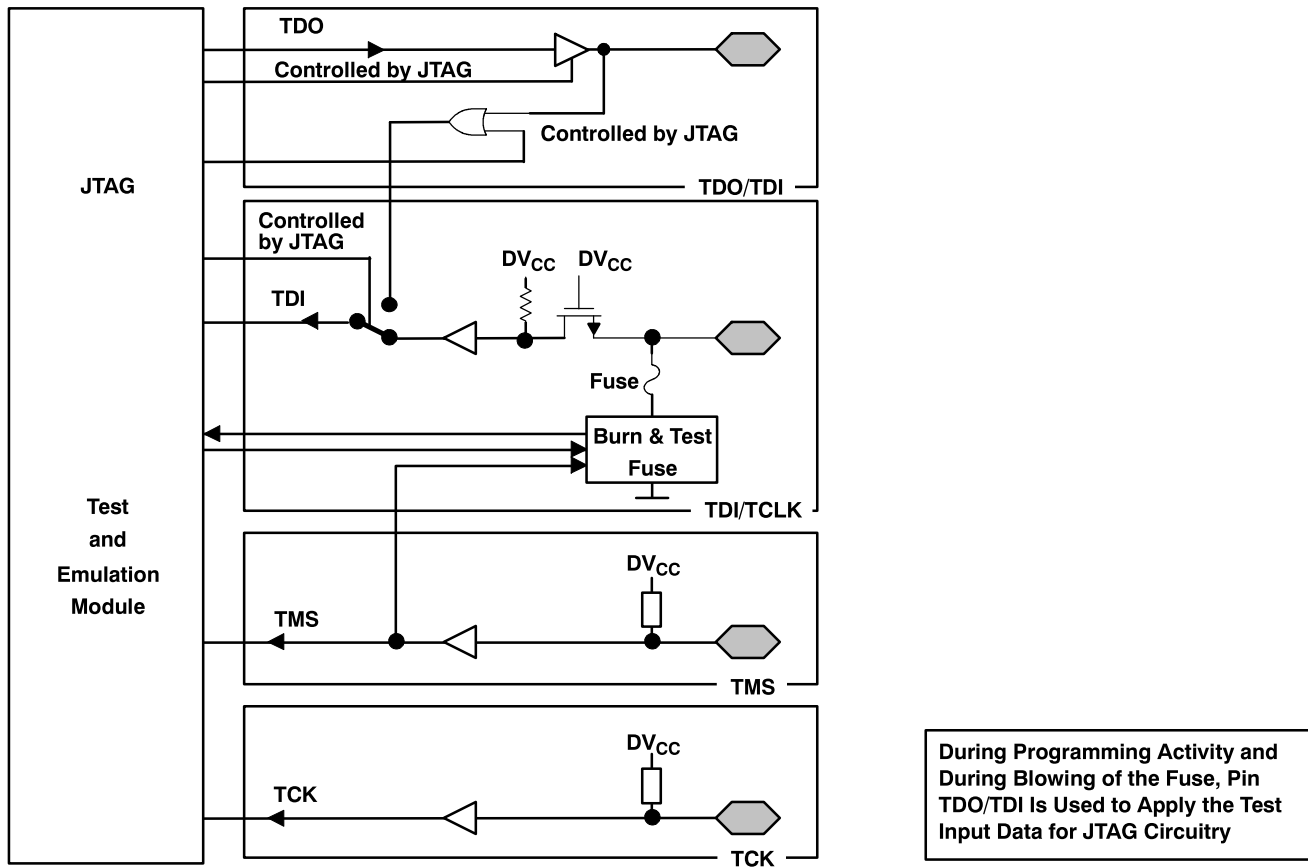 JTAG
Test
and
Emulation
Module
TDO
Controlled by JTAG
Controlled by JTAG
TDO/TDI
Controlled
by JTAG
DVCC
DVCC
TDI
Fuse
Burn & Test
Fuse
TDI/TCLK
DVCC
TMS
TMS
DVCC
TCK
TCK
During Programming Activity and
During Blowing of the Fuse, Pin
TDO/TDI Is Used to Apply the Test
Input Data for JTAG Circuitry